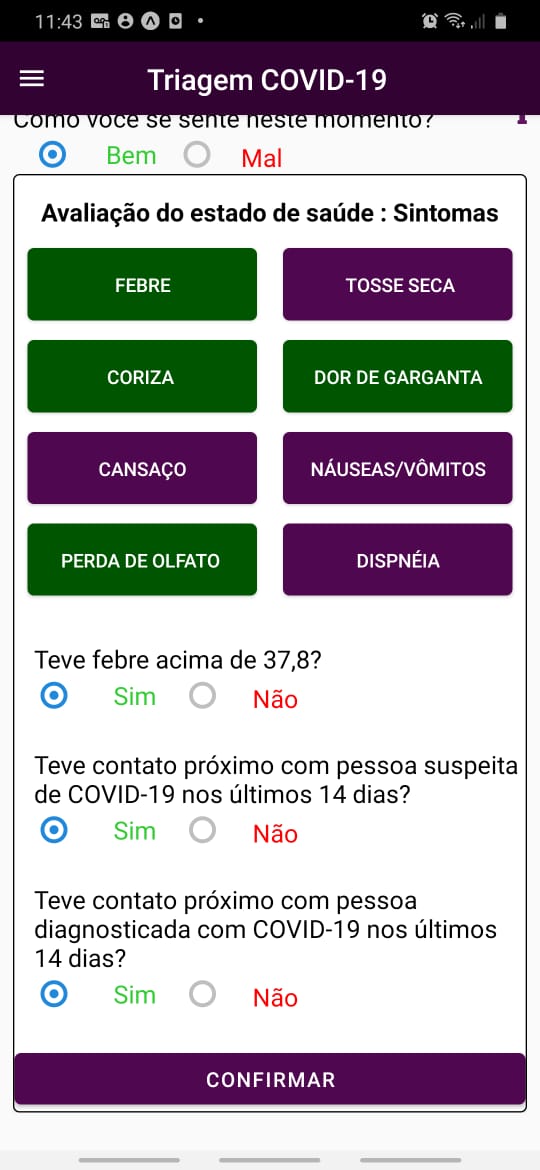 11:43
Triagem COVID-19
Como você se sente neste momento?
Bem Mal
Avaliação do estado de saúde : Sintomas
FEBRE TOSSE SECA
CORIZA DOR DE GARGANTA
CANSAÇO NÁUSEAS/VÔMITOS
PERDA DE OLFATO DISPNÉIA
Teve febre acima de 37,8?
Sim Não
Teve contato próximo com pessoa suspeita
de COVID-19 nos últimos 14 dias?
Sim Não
Teve contato próximo com pessoa
diagnosticada com COVID-19 nos últimos
14 dias?
Sim Não
CONFIRMAR